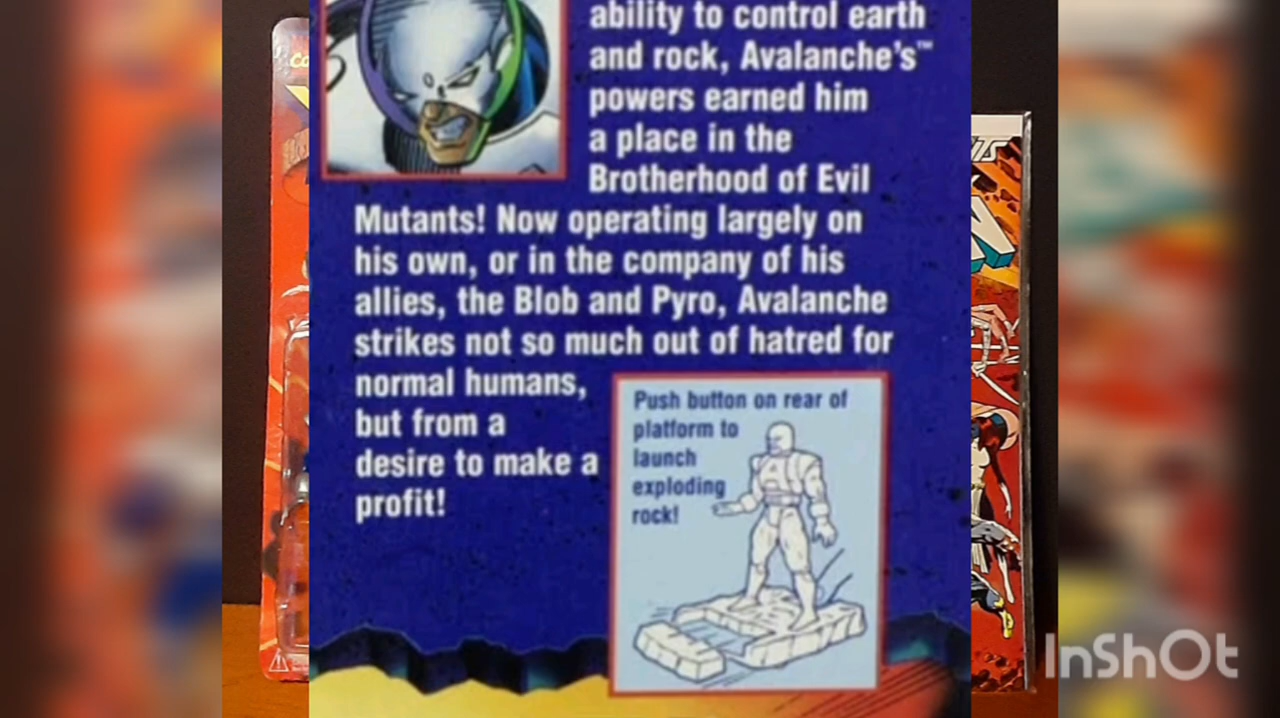 ability to control earth
and rock, Avalanche's™
powers earned him
a place in the
Brotherhood of Evil
Mutants! Now operating largely on
his own, or in the company of his
allies, the Blob and Pyro, Avalanche
strikes not so much out of hatred for
normal humans,
but from a
desire to make a
profit!
Push button on rear of
platform to
launch
exploding
rock!
InShOt